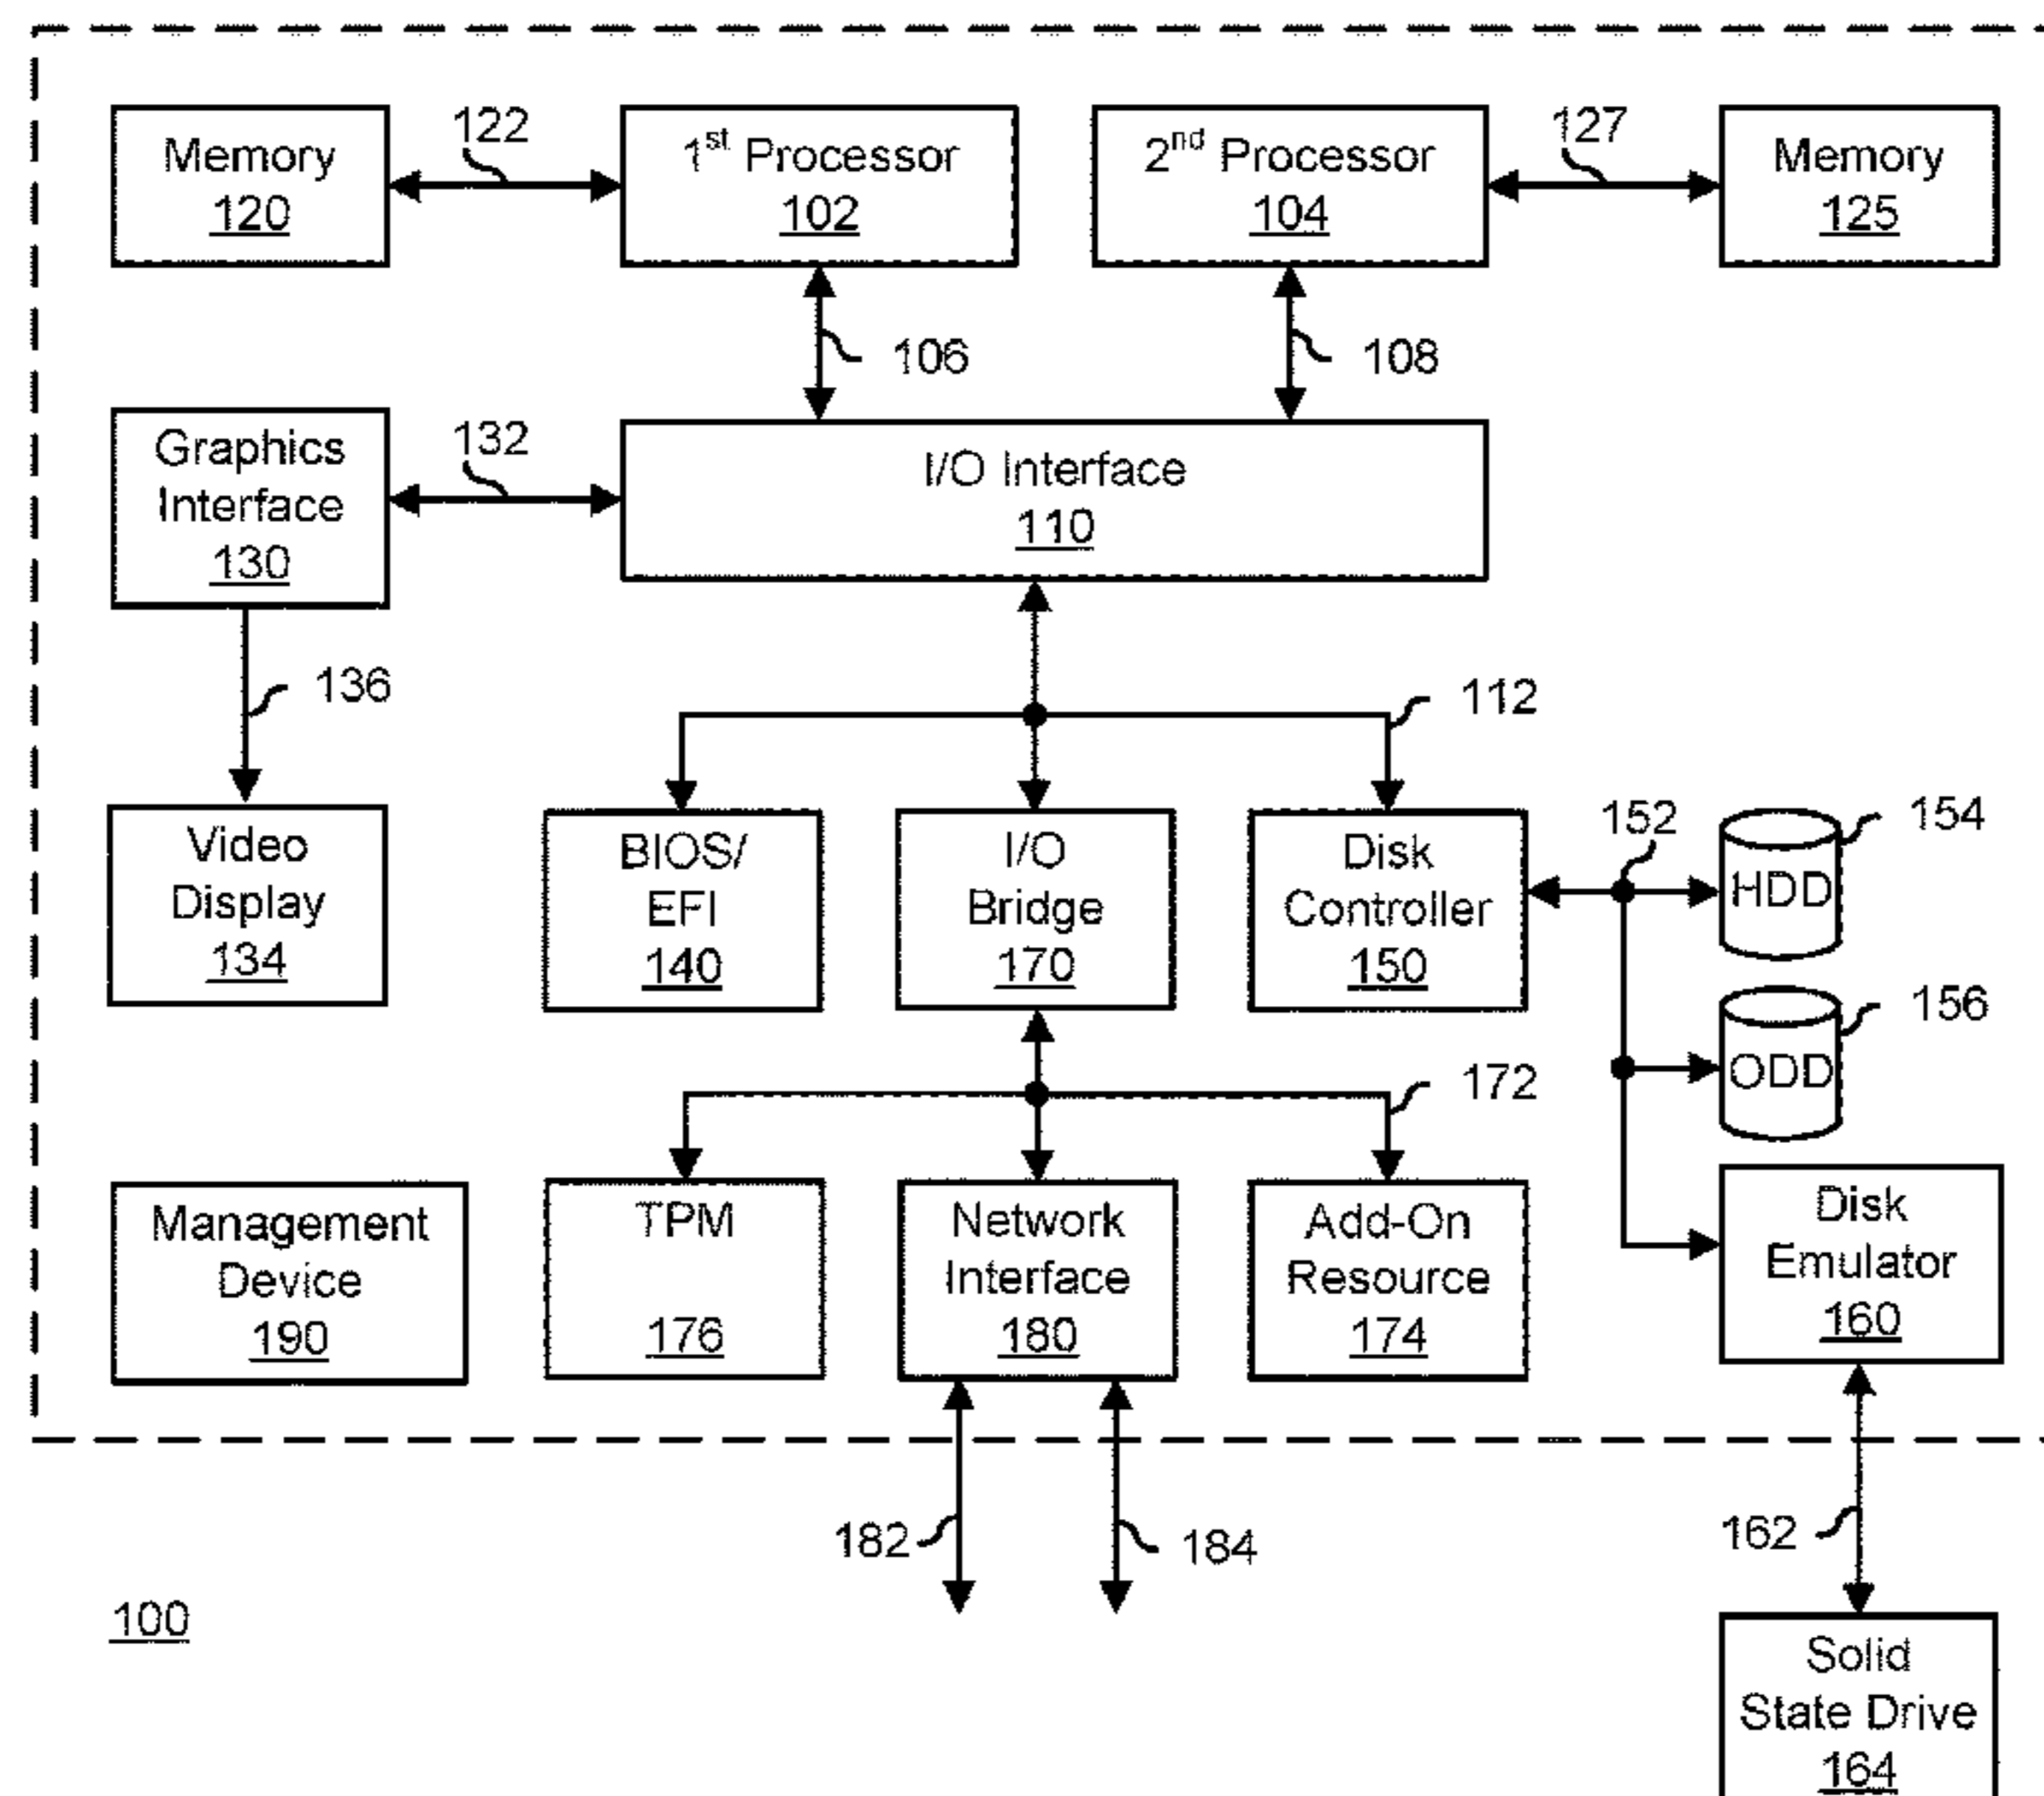 Memory
120
122
1st Processor
102
2nd Processor
104
127
Memory
125
106
108
Graphics
Interface
130
132
I/O Interface
110
136
112
Video
Display
134
BIOS/
EFI
140
I/O
Bridge
170
Disk
Controller
150
152
HDD
154
ODD
156
172
Management
Device
190
TPM
176
Network
Interface
180
Add-On
Resource
174
Disk
Emulator
160
182
184
162
100
Solid
State Drive
164